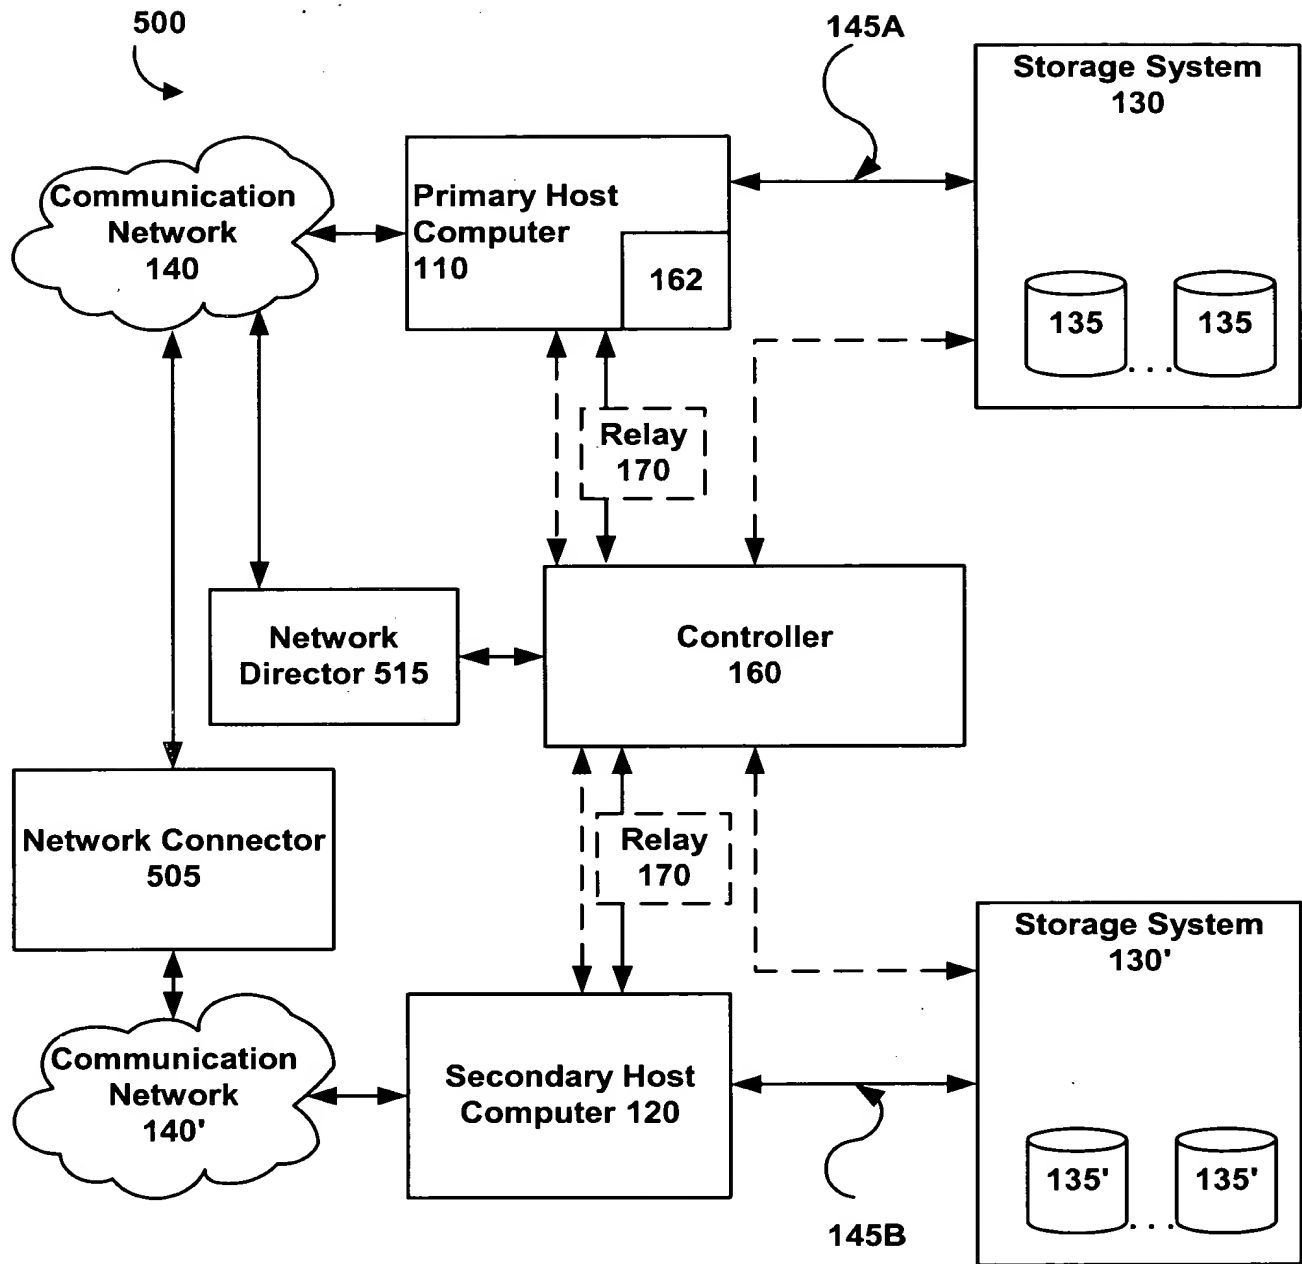 500
145A
Storage System
130
Communication
Network
140
Primary Host
Computer
110
162
135
135
...
Relay
170
Network
Director 515
Controller
160
Network Connector
505
Relay
170
Storage System
130'
Communication
Network
140'
Secondary Host
Computer 120
135'
135'
...
145B